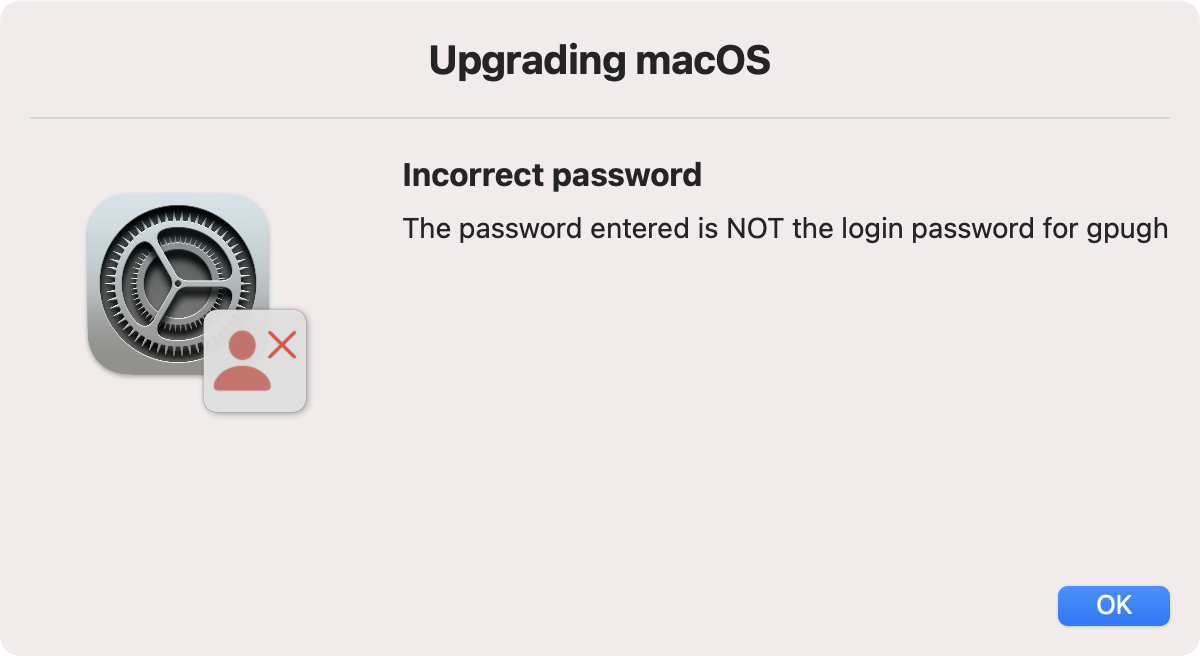 Upgrading macOS
Incorrect password
The password entered is NOT the login password for gpugh
OK